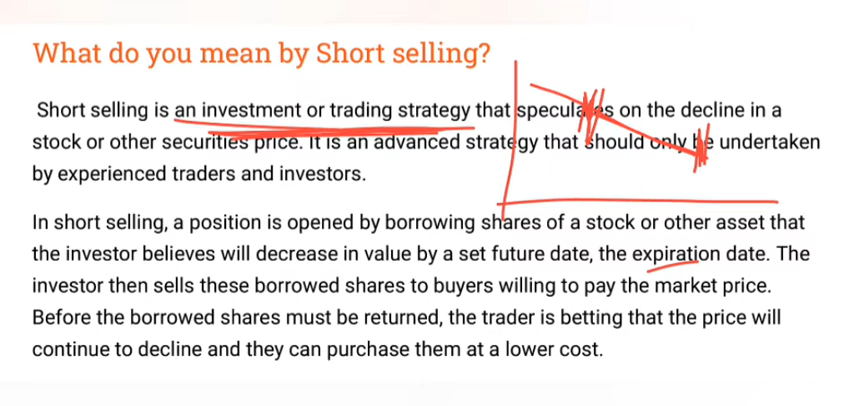 What do you mean by Short selling?
Short selling is an investment or trading strategy that speculates on the decline in a
stock or other securities price. It is an advanced strategy that should only be undertaken
by experienced traders and investors.
In short selling, a position is opened by borrowing shares of a stock or other asset that
the investor believes will decrease in value by a set future date, the expiration date. The
investor then sells these borrowed shares to buyers willing to pay the market price.
Before the borrowed shares must be returned, the trader is betting that the price will
continue to decline and they can purchase them at a lower cost.